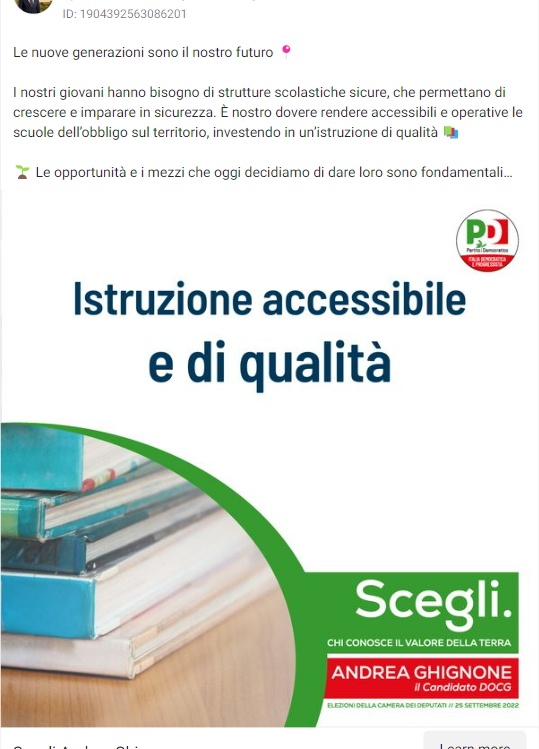 ID: 1904392563086201
Le nuove generazioni sono il nostro futuro 📍
I nostri giovani hanno bisogno di strutture scolastiche sicure, che permettano di
crescere e imparare in sicurezza. È nostro dovere rendere accessibili e operative le
scuole dell'obbligo sul territorio, investendo in un'istruzione di qualità 📚
🌱 Le opportunità e i mezzi che oggi decidiamo di dare loro sono fondamentali...
PD
Partito Democratico
ITALIA DEMOCRATICA
E PROGRESSISTA
Istruzione accessibile
e di qualità
Scegli.
CHI CONOSCE IL VALORE DELLA TERRA
ANDREA GHIGNONE
il Candidato DOCG
ELEZIONI DELLA CAMERA DEI DEPUTATI // 25 SETTEMBRE 2022